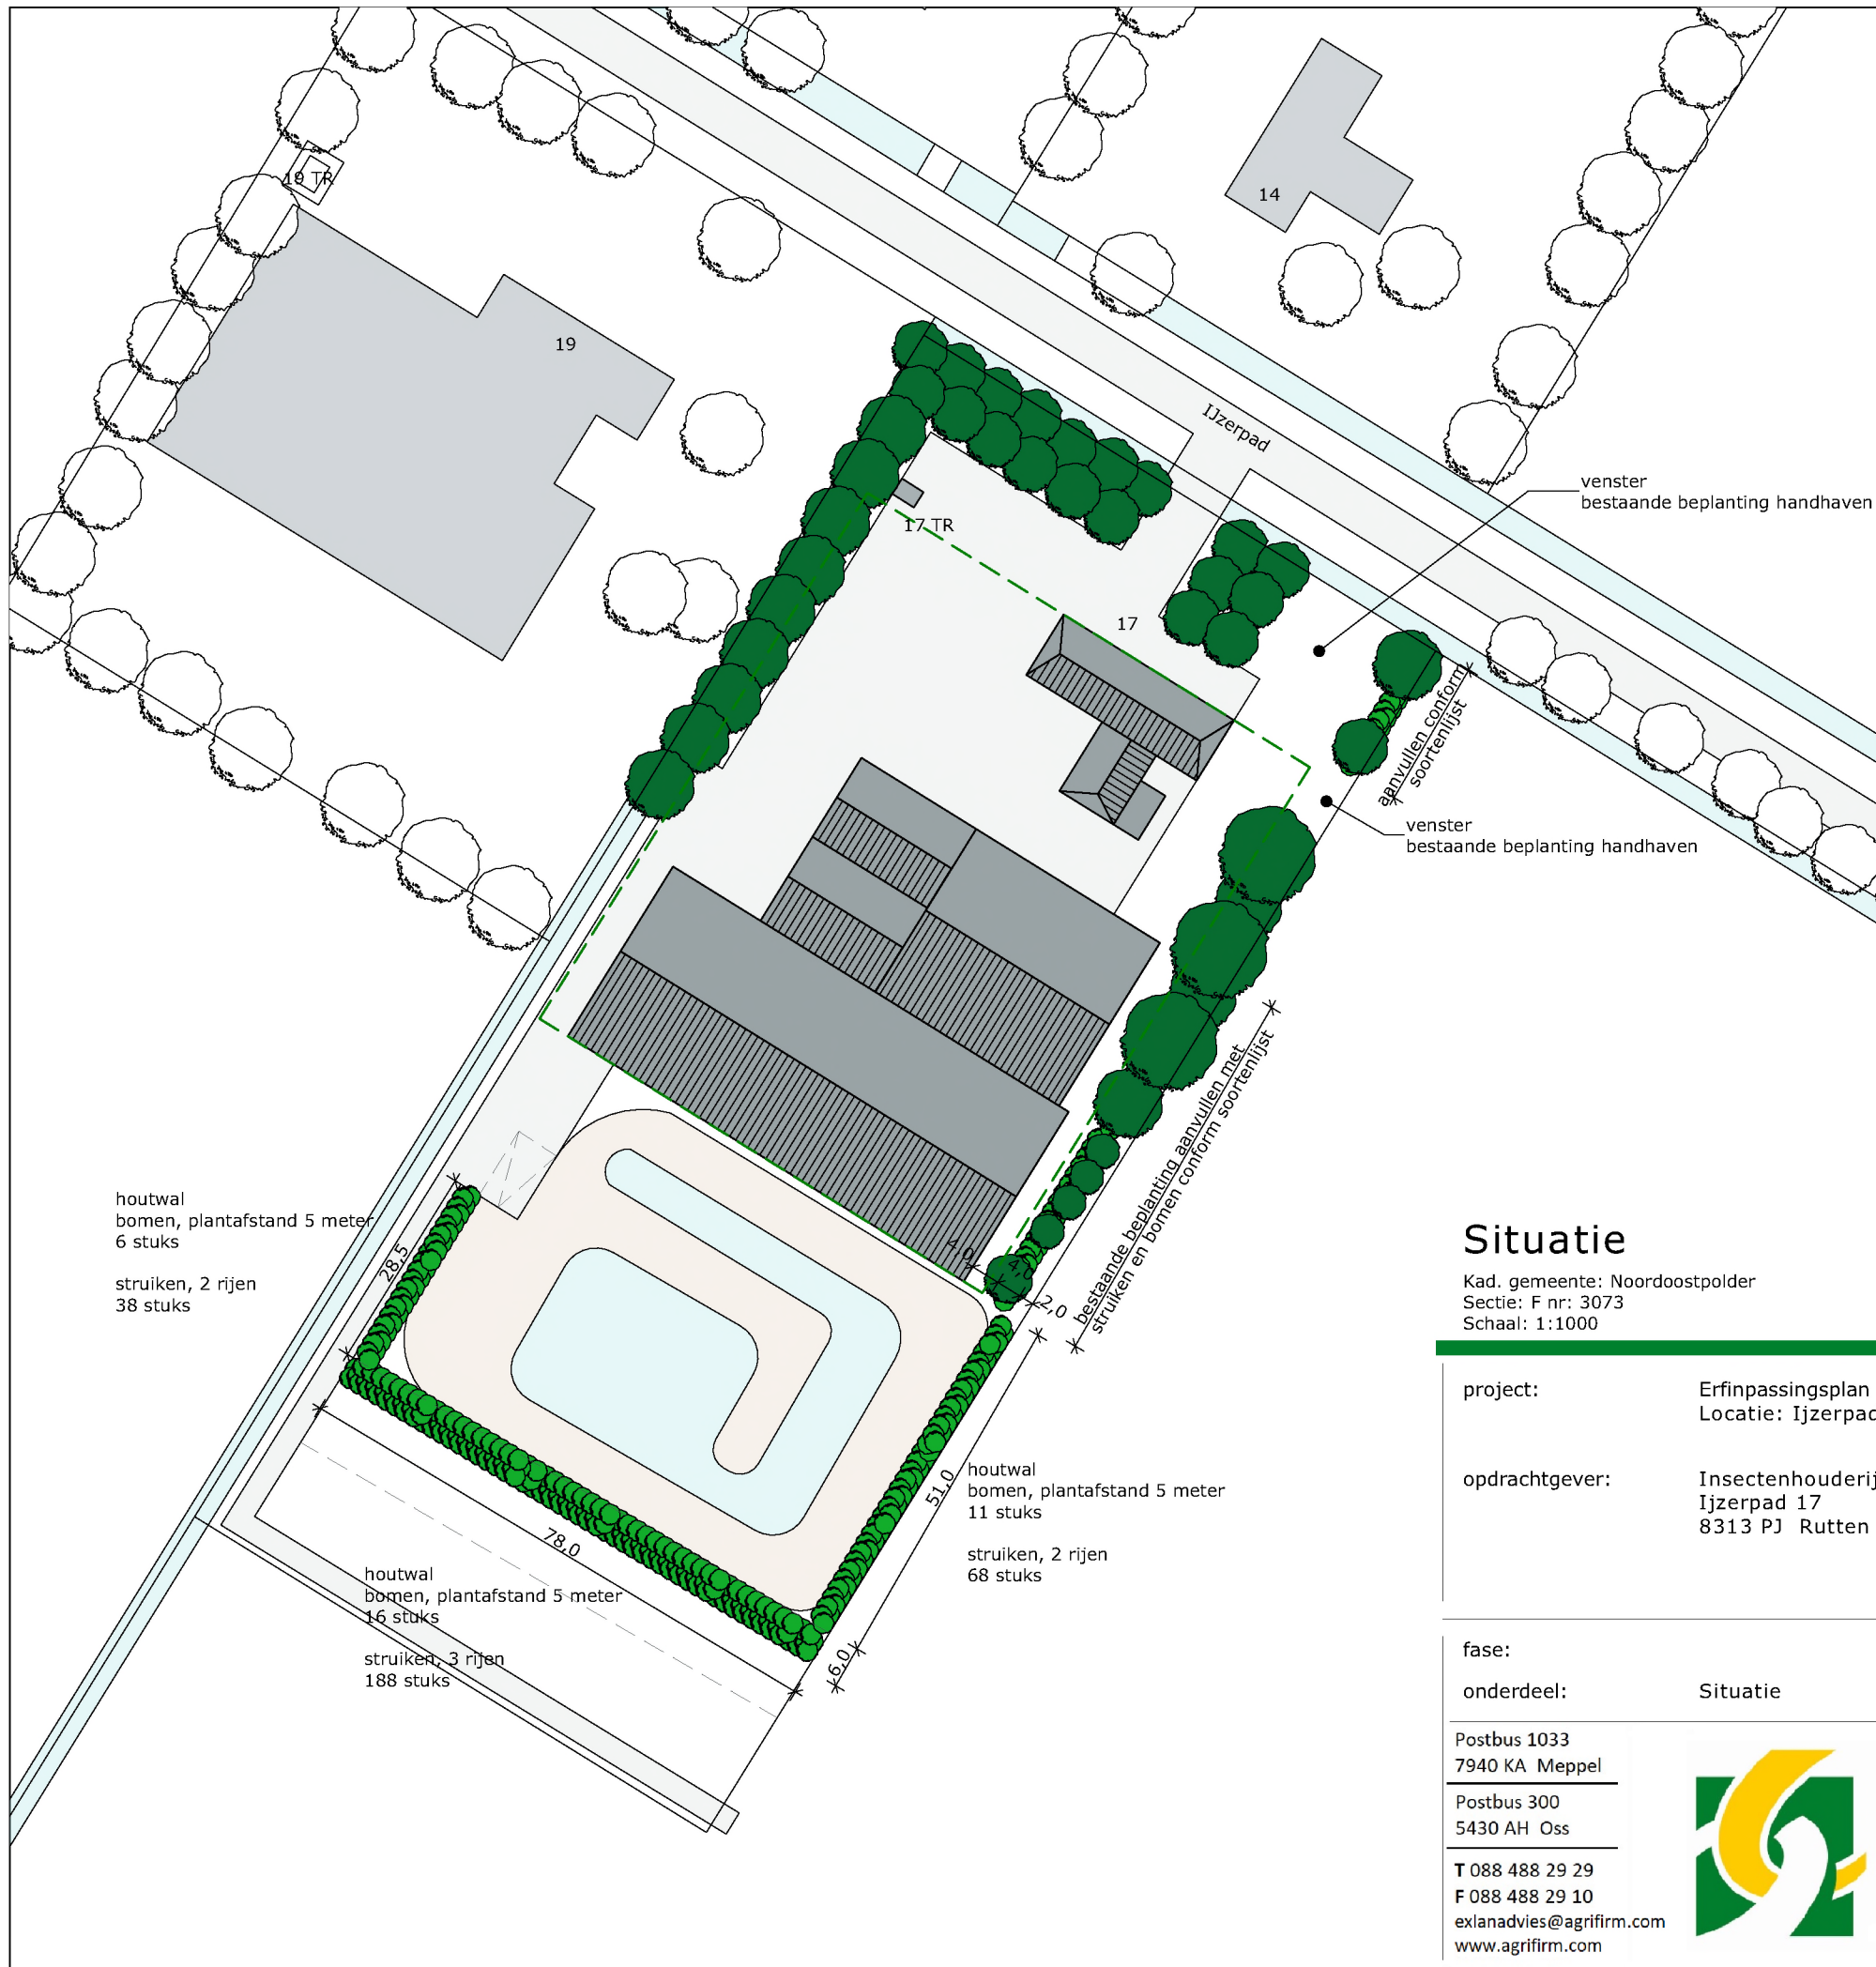 19 TR
14
19
IJzerpad
venster
bestaande beplanting handhaven
17 TR
17
aanvullen conform
soortenlijst
venster
bestaande beplanting handhaven
bestaande beplanting aanvullen met
struiken en bomen conform soortenlijst
houtwal
bomen, plantafstand 5 meter
6 stuks
struiken, 2 rijen
38 stuks
28,5
4,0
4,0
2,0
houtwal
bomen, plantafstand 5 meter
11 stuks
struiken, 2 rijen
68 stuks
51,0
78,0
houtwal
bomen, plantafstand 5 meter
16 stuks
struiken, 3 rijen
188 stuks
6,0
Situatie
Kad. gemeente: Noordoostpolder
Sectie: F nr: 3073
Schaal: 1:1000
project: Erfinpassingsplan
Locatie: Ijzerpad
opdrachtgever: Insectenhouderij
Ijzerpad 17
8313 PJ Rutten
fase:
onderdeel: Situatie
Postbus 1033
7940 KA Meppel
Postbus 300
5430 AH Oss
T 088 488 29 29
F 088 488 29 10
exlanadvies@agrifirm.com
www.agrifirm.com